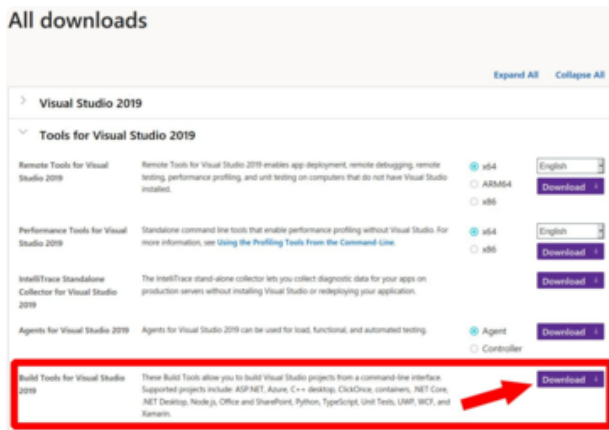 All downloads
Expand All Collapse All
Visual Studio 2019
Tools for Visual Studio 2019
Remote Tools for Visual
Studio 2019
Remote Tools for Visual Studio 2019 enables app deployment, remote debugging, remote
testing, performance profiling, and unit testing on computers that do not have Visual Studio
installed.
x64
ARM64
x86
English
Download
Performance Tools for Visual
Studio 2019
Standalone command line tools that enable performance profiling without Visual Studio. For
more information, see Using the Profiling Tools From the Command-Line.
x64
x86
English
Download
IntelliTrace Standalone
Collector for Visual Studio
2019
The IntelliTrace stand-alone collector lets you collect diagnostic data for your apps on
production servers without installing Visual Studio or redeploying your application.
Download
Agents for Visual Studio 2019
Agents for Visual Studio 2019 can be used for load, functional, and automated testing.
Agent
Controller
Download
Build Tools for Visual Studio
2019
These Build Tools allow you to build Visual Studio projects from a command-line interface.
Supported projects include: ASP.NET, Azure, C++ desktop, ClickOnce, containers, .NET Core,
.NET Desktop, Node.js, Office and SharePoint, Python, TypeScript, Unit Tests, UWP, WCF, and
Xamarin.
Download